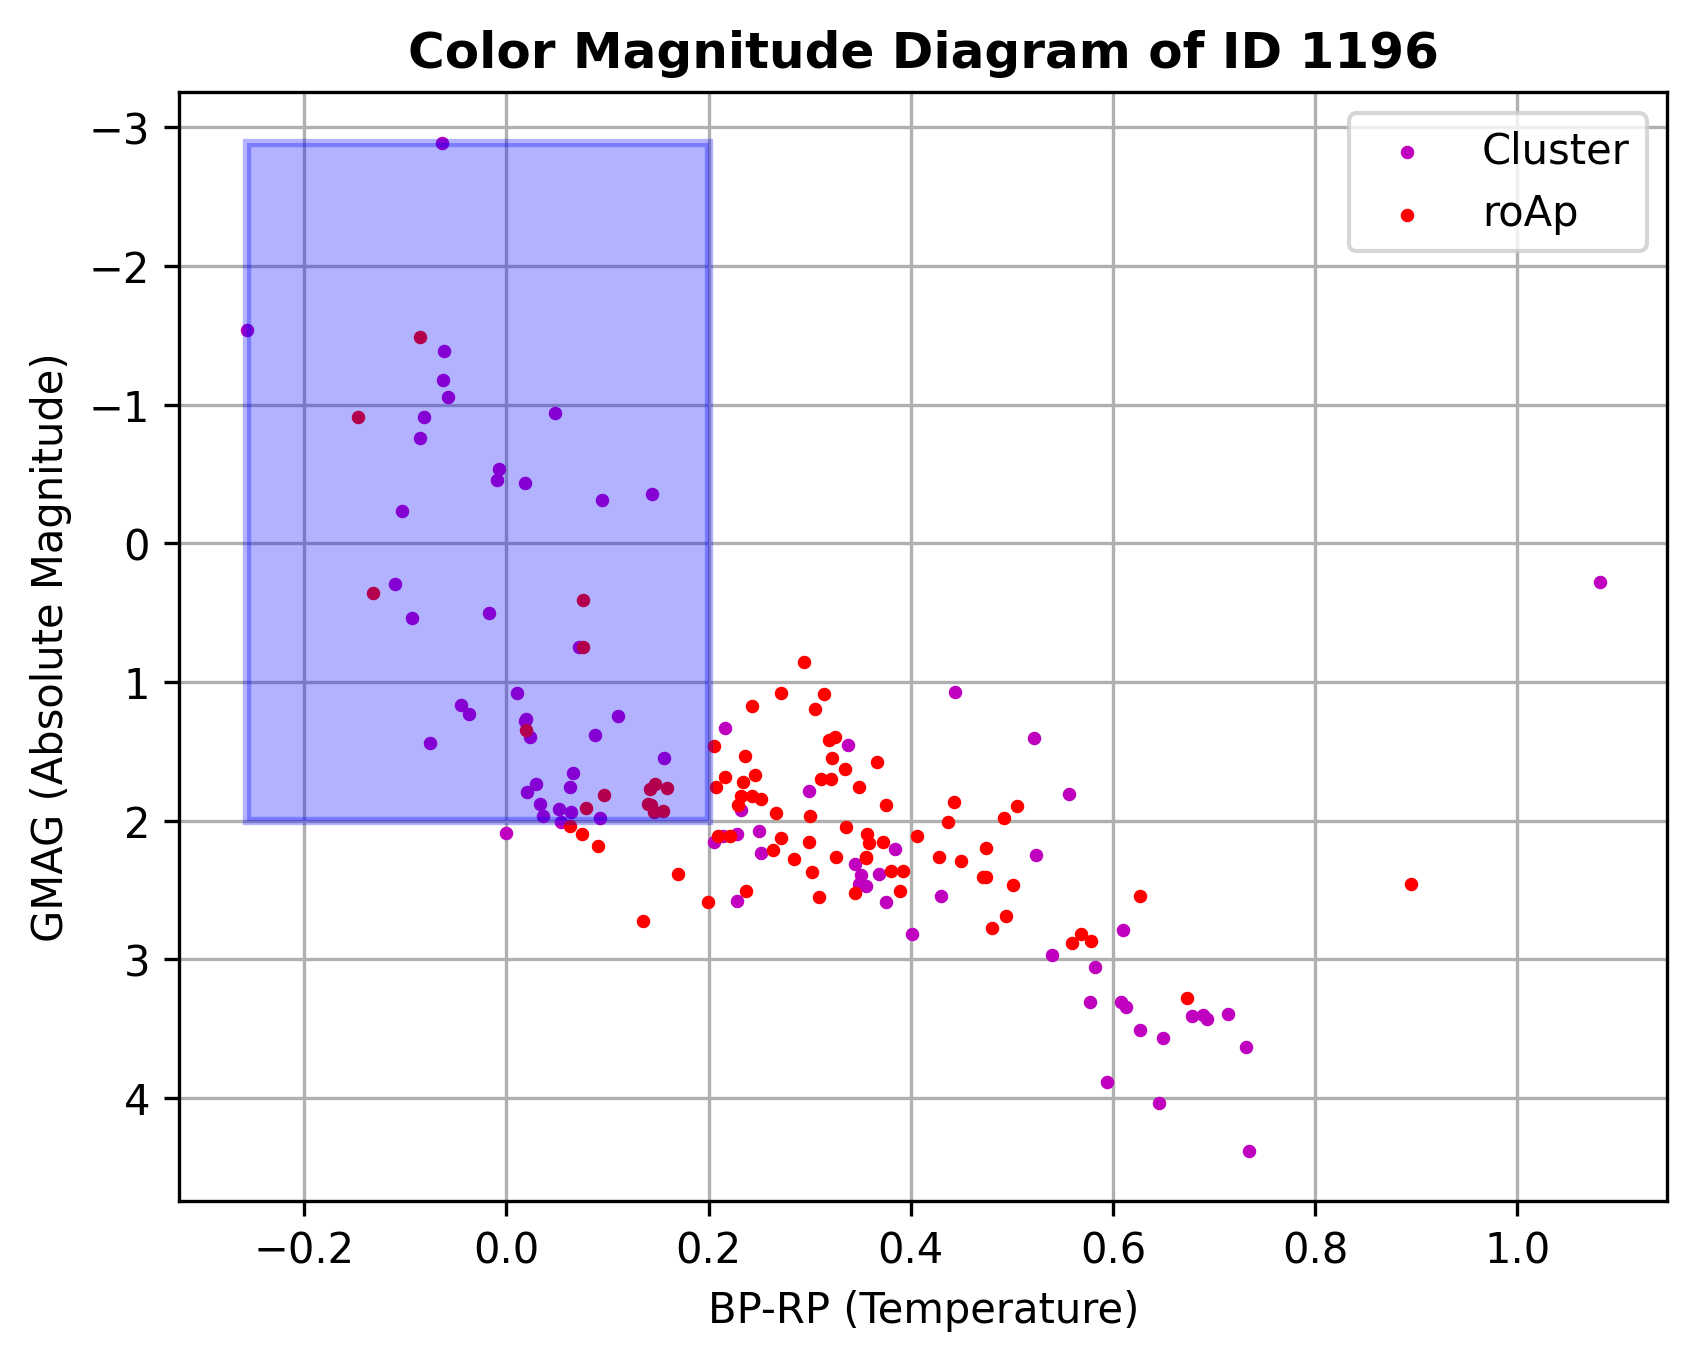 Color Magnitude Diagram of ID 1196
Cluster
roAp
GMAG (Absolute Magnitude)
−3
−2
−1
0
1
2
3
4
−0.2 0.0 0.2 0.4 0.6 0.8 1.0
BP-RP (Temperature)